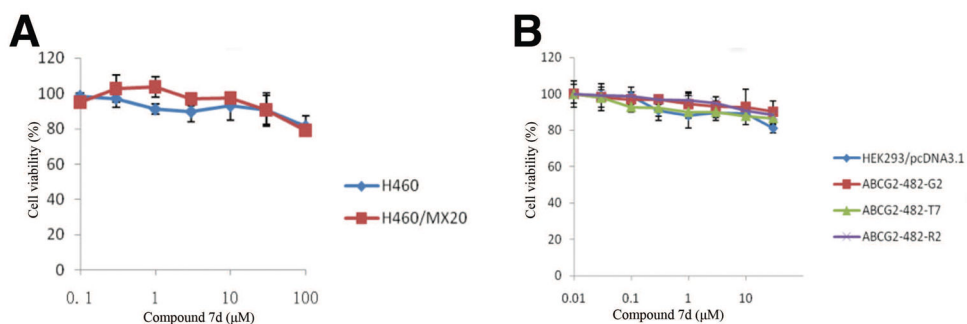 A
Cell viability (%)
120
100
80
60
40
20
0
0.1
1
10
100
Compound 7d (μM)
H460
H460/MX20
B
Cell viability (%)
120
100
80
60
40
20
0
0.01
0.1
1
10
Compound 7d (μM)
HEK293/pcDNA3.1
ABCG2-482-G2
ABCG2-482-T7
ABCG2-482-R2